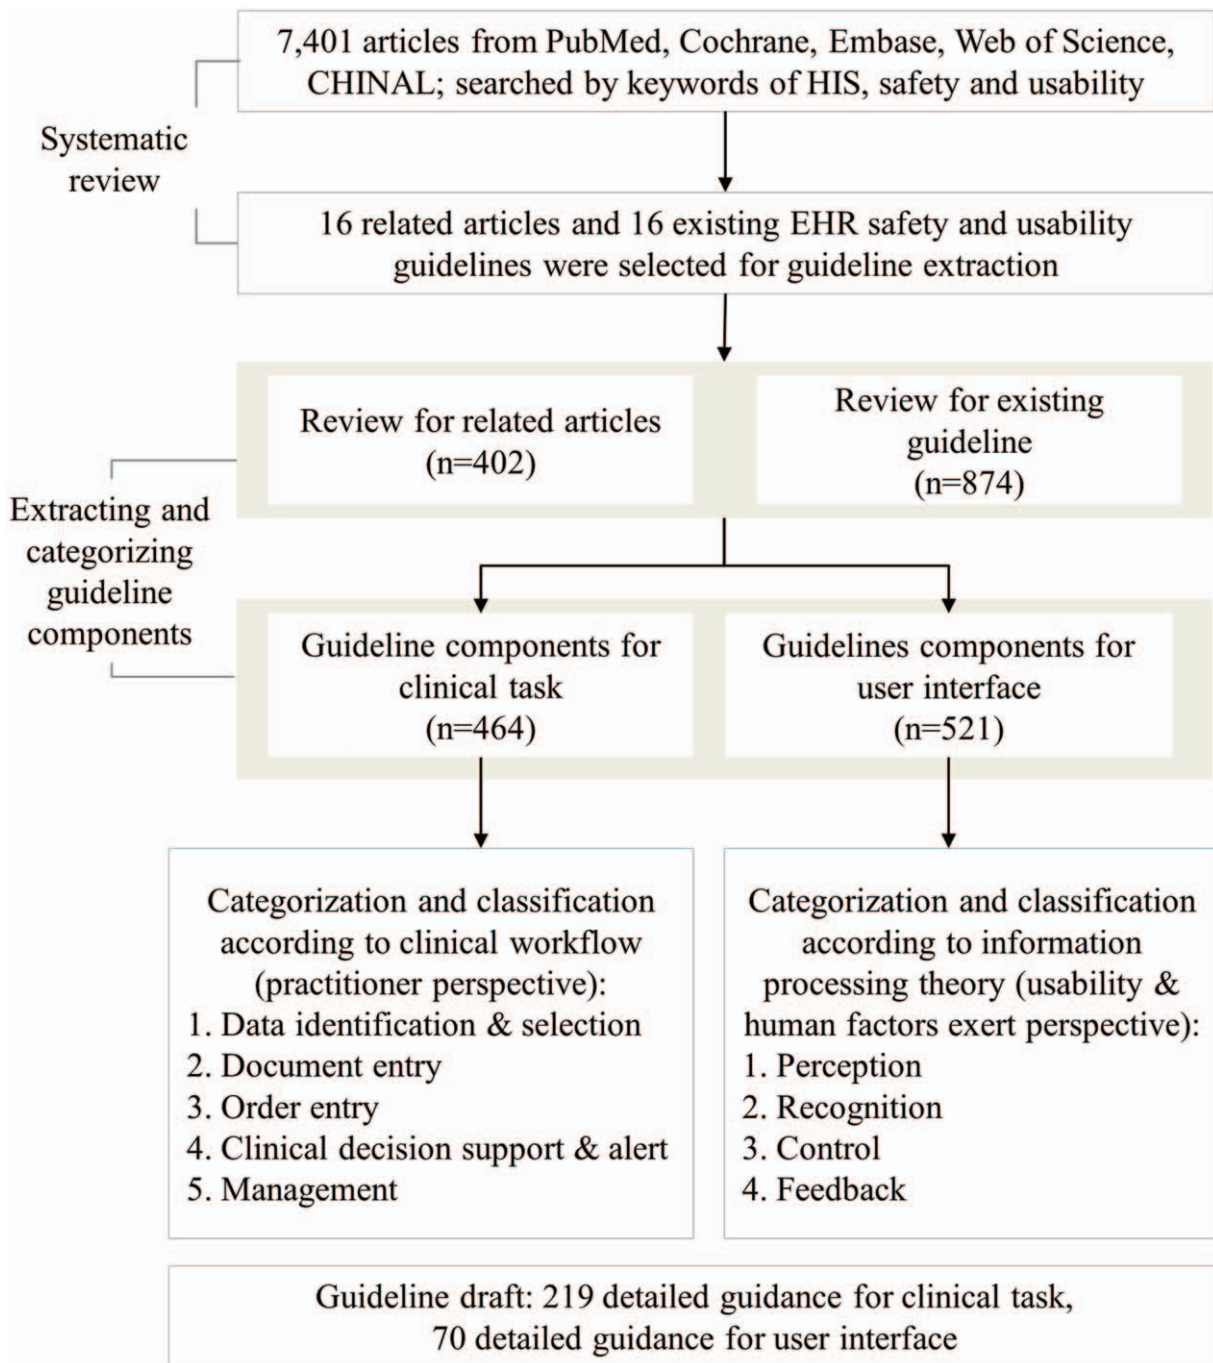 7,401 articles from PubMed, Cochrane, Embase, Web of Science,
CHINAL; searched by keywords of HIS, safety and usability
Systematic
review
16 related articles and 16 existing EHR safety and usability
guidelines were selected for guideline extraction
Review for related articles
(n=402)
Review for existing
guideline
(n=874)
Extracting and
categorizing
guideline
components
Guideline components for
clinical task
(n=464)
Guidelines components for
user interface
(n=521)
Categorization and classification
according to clinical workflow
(practitioner perspective):
1. Data identification & selection
2. Document entry
3. Order entry
4. Clinical decision support & alert
5. Management
Categorization and classification
according to information
processing theory (usability &
human factors exert perspective):
1. Perception
2. Recognition
3. Control
4. Feedback
Guideline draft: 219 detailed guidance for clinical task,
70 detailed guidance for user interface